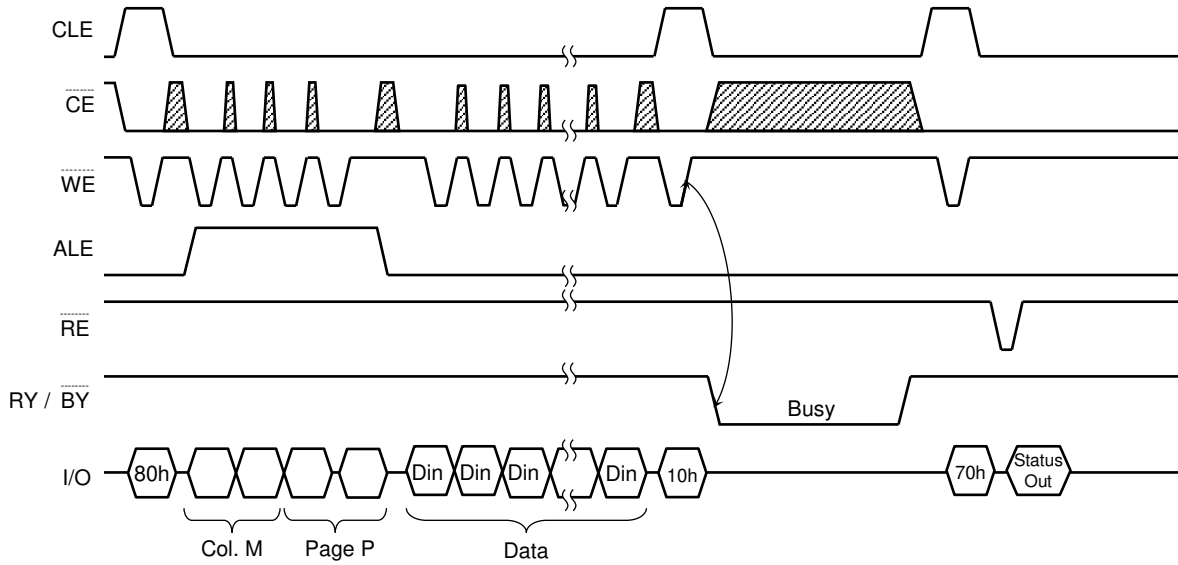 CLE
CE
WE
ALE
RE
RY / BY
Busy
I/O
80h
Din
Din
Din
Din
10h
70h
Status
Out
Col. M
Page P
Data